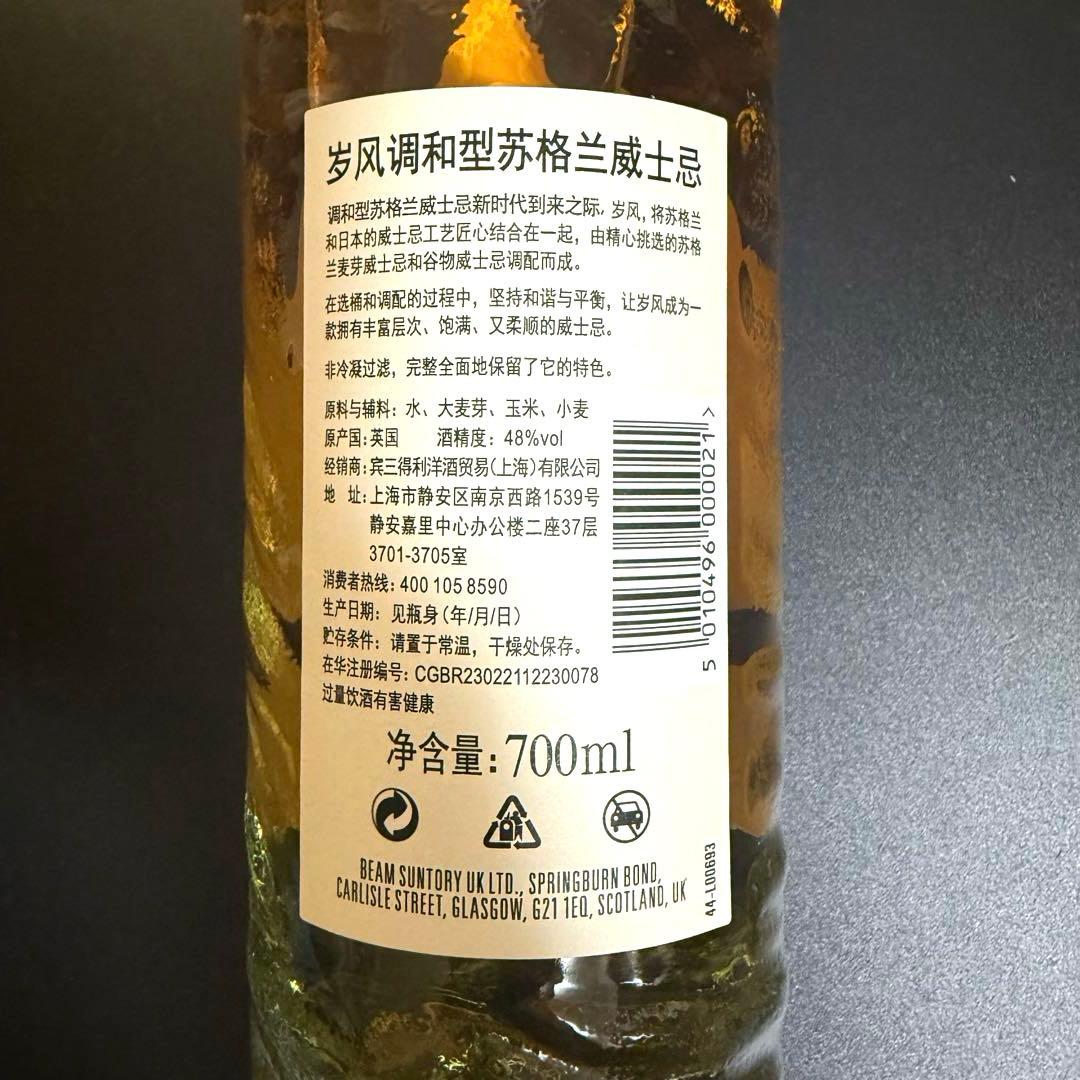 岁风调和型苏格兰威士忌
调和型苏格兰威士忌新时代到来之际, 岁风, 将苏格兰
和日本的威士忌工艺匠心结合在一起, 由精心挑选的苏格
兰麦芽威士忌和谷物威士忌调配而成。
在选桶和调配的过程中, 坚持和谐与平衡, 让岁风成为一
款拥有丰富层次、饱满、又柔顺的威士忌。
非冷凝过滤, 完整全面地保留了它的特色。
原料与辅料: 水、大麦芽、玉米、小麦
原产国: 英国 酒精度: 48%vol
经销商: 宾三得利洋酒贸易(上海)有限公司
地 址: 上海市静安区南京西路1539号
静安嘉里中心办公楼二座37层
3701-3705室
消费者热线: 400 105 8590
生产日期: 见瓶身(年/月/日)
贮存条件: 请置于常温, 干燥处保存。
在华注册编号: CGBR23022112230078
过量饮酒有害健康
5 010496 000021 >
净含量: 700ml
BEAM SUNTORY UK LTD., SPRINGBURN BOND,
CARLISLE STREET, GLASGOW, G21 1EQ, SCOTLAND, UK
44-L00693